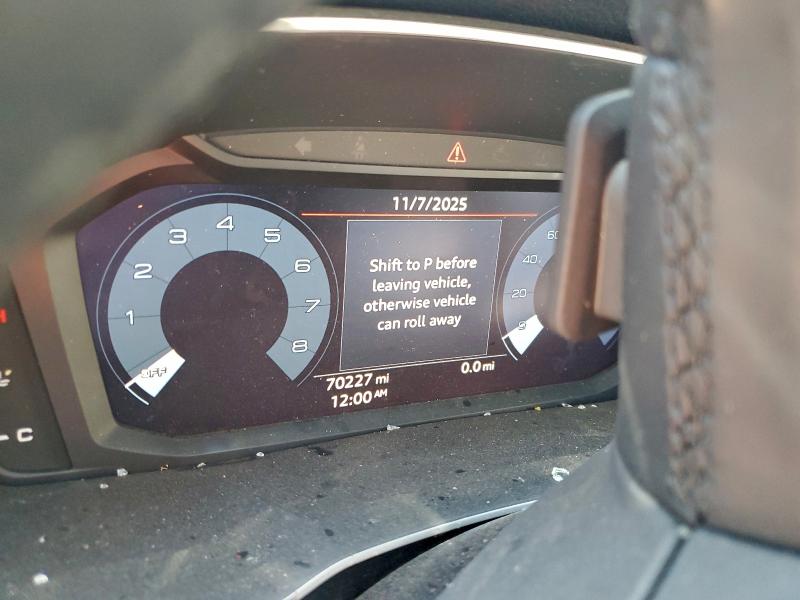 11/7/2025
4
3
5
2
6
1
7
8
OFF
Shift to P before
leaving vehicle,
otherwise vehicle
can roll away
60
40
20
70227 mi
0.0 mi
12:00 AM
H
C